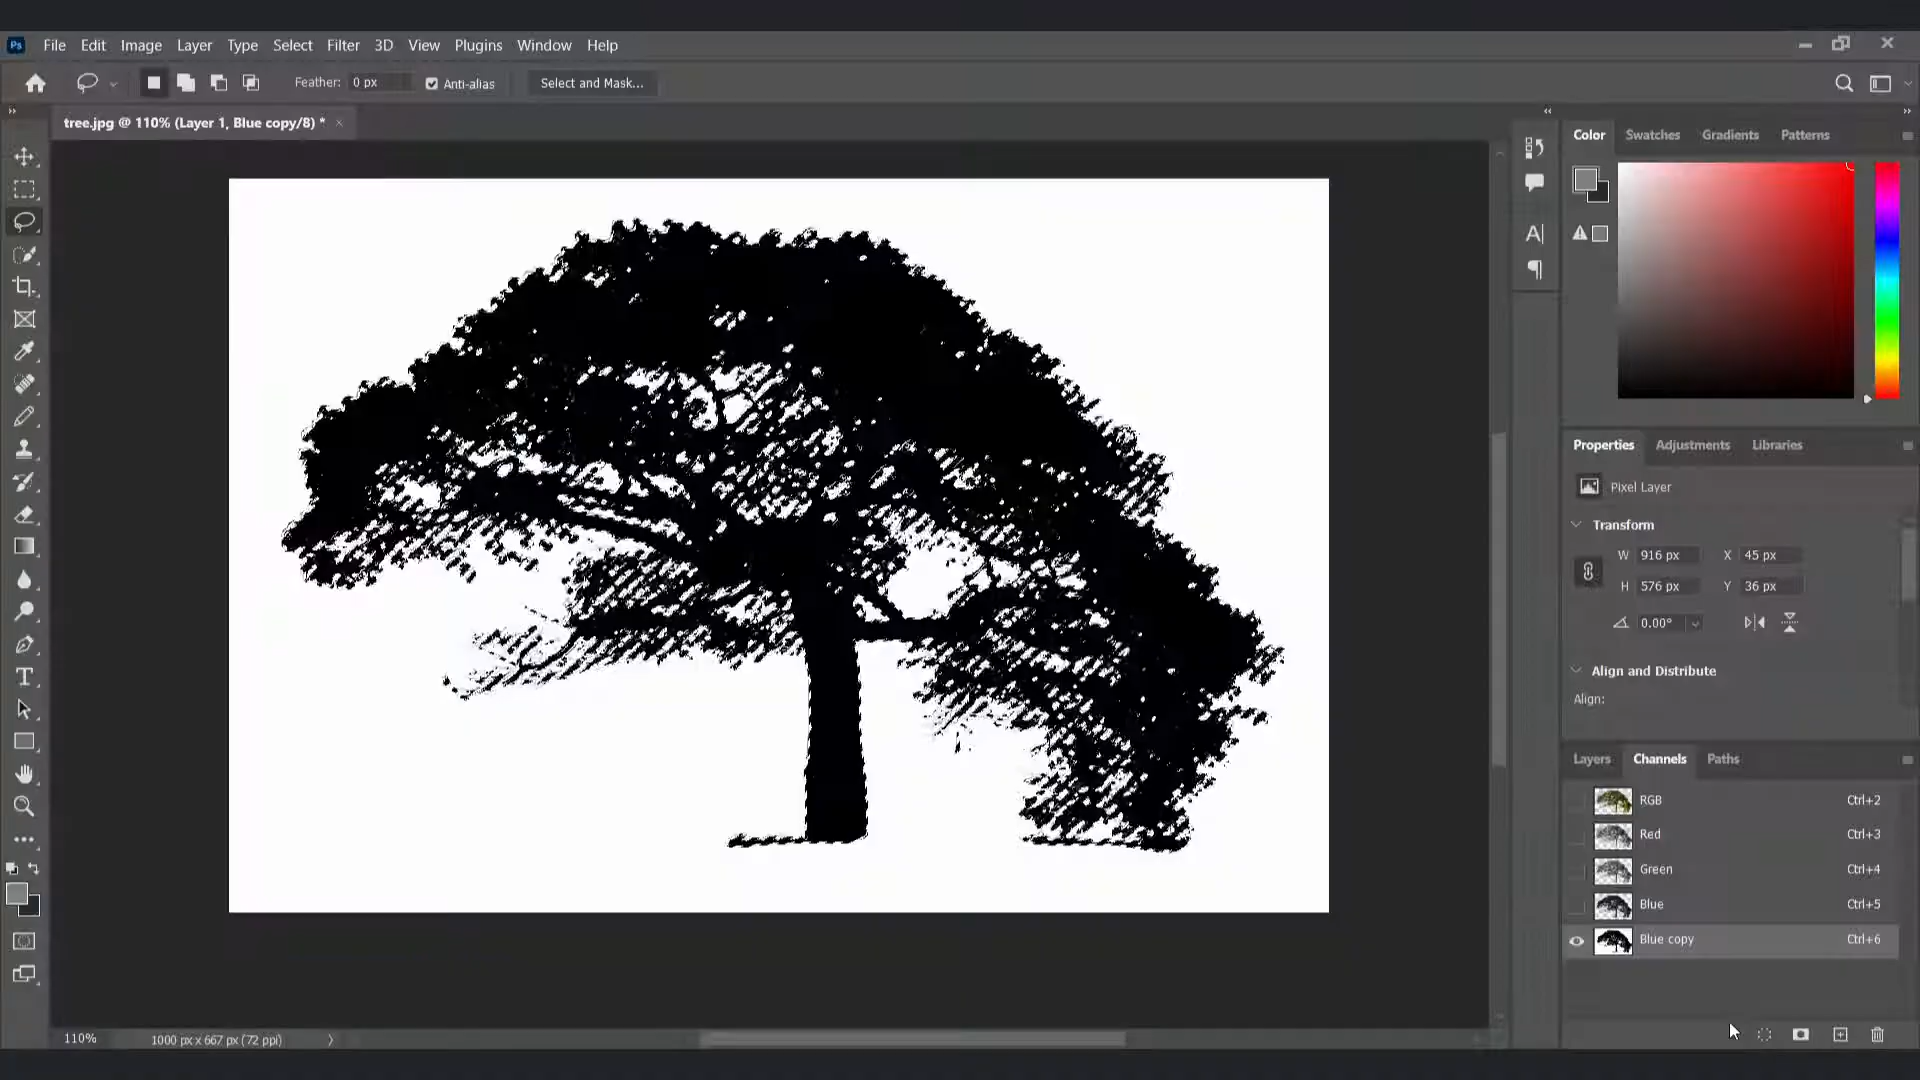 Ps File Edit Image Layer Type Select Filter 3D View Plugins Window Help
Feather: 0 px Anti-alias Select and Mask...
tree.jpg @ 110% (Layer 1, Blue copy/8) * ×
Color Swatches Gradients Patterns
Properties Adjustments Libraries
Pixel Layer
Transform
W 916 px X 45 px
H 576 px Y 36 px
0.00°
Align and Distribute
Align:
Layers Channels Paths
RGB Ctrl+2
Red Ctrl+3
Green Ctrl+4
Blue Ctrl+5
Blue copy Ctrl+6
110% 1000 px x 667 px (72 ppi)